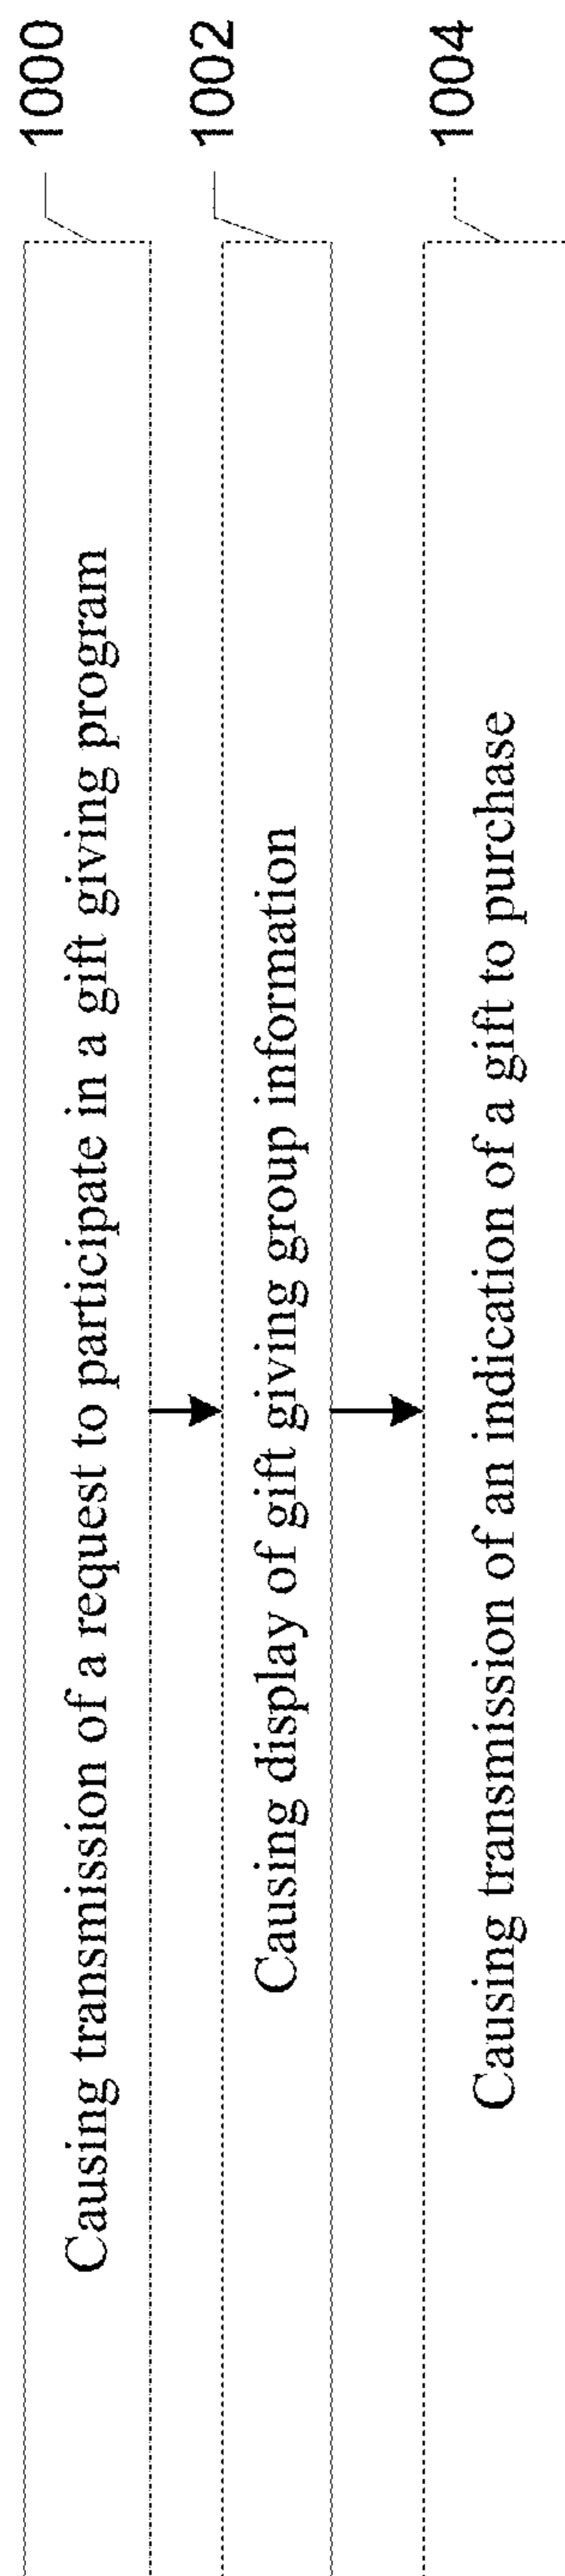 1000
Causing transmission of a request to participate in a gift giving program
1002
Causing display of gift giving group information
1004
Causing transmission of an indication of a gift to purchase